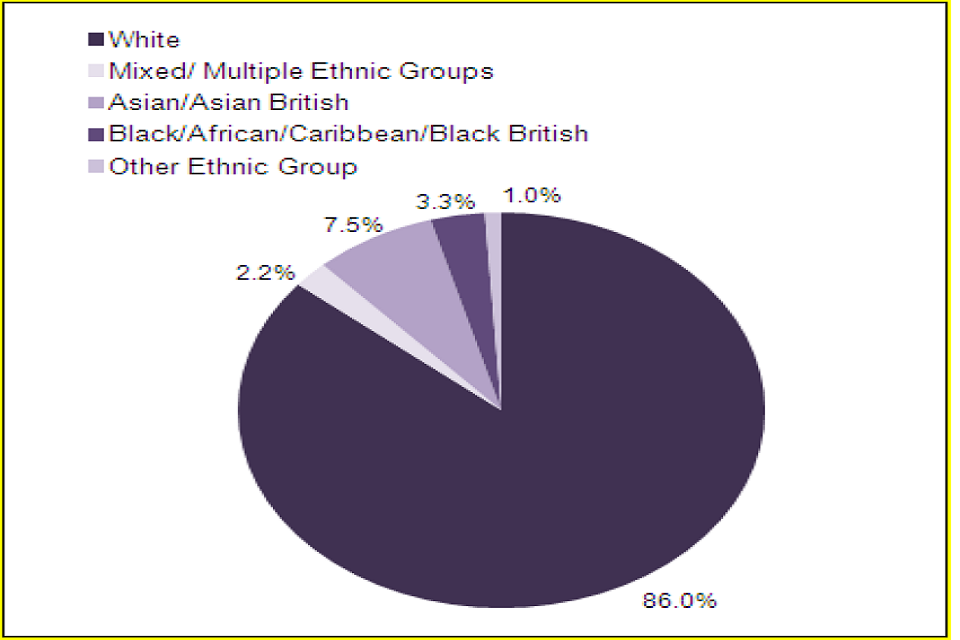 White
Mixed/ Multiple Ethnic Groups
Asian/Asian British
Black/African/Caribbean/Black British
Other Ethnic Group
3.3%
1.0%
7.5%
2.2%
86.0%